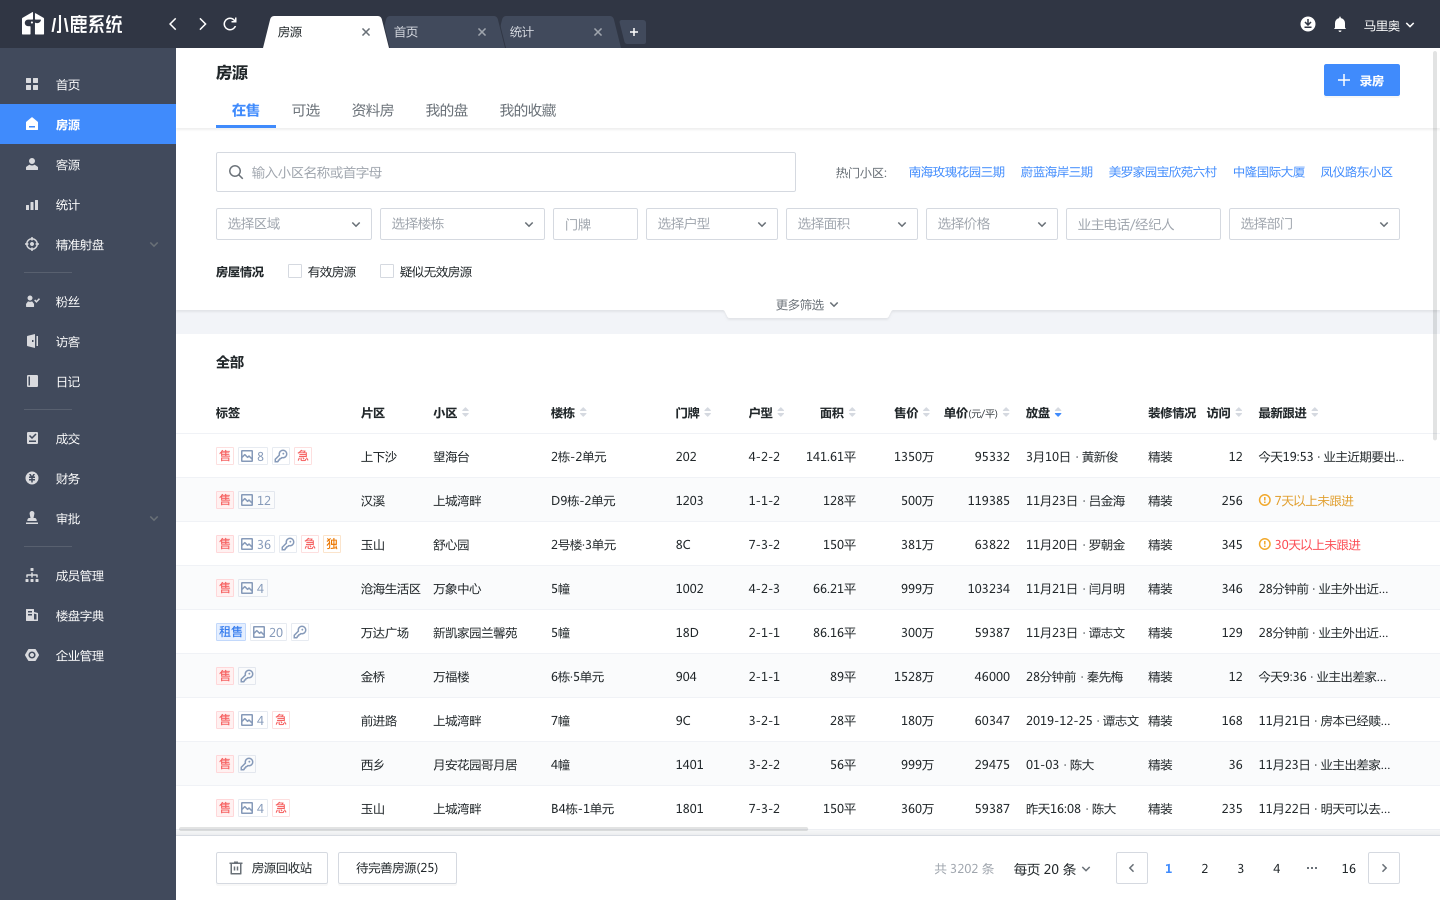 小鹿系统
房源 首页 统计
马里奥
首页
房源
客源
统计
精准射盘
粉丝
访客
日记
成交
财务
审批
成员管理
楼盘字典
企业管理
房源
录房
在售 可选 资料房 我的盘 我的收藏
输入小区名称或首字母
热门小区: 南海玫瑰花园三期 蔚蓝海岸三期 美罗家园宝欣苑六村 中隆国际大厦 凤仪路东小区
选择区域 选择楼栋 门牌 选择户型 选择面积 选择价格 业主电话/经纪人 选择部门
房屋情况 有效房源 疑似无效房源
更多筛选
全部
标签 片区 小区 楼栋 门牌 户型 面积 售价 单价(元/平) 放盘 装修情况 访问 最新跟进
售 8 急 上下沙 望海台 2栋-2单元 202 4-2-2 141.61平 1350万 95332 3月10日 · 黄新俊 精装 12 今天19:53 · 业主近期要出...
售 12 汉溪 上城湾畔 D9栋-2单元 1203 1-1-2 128平 500万 119385 11月23日 · 吕金海 精装 256 7天以上未跟进
售 36 急 独 玉山 舒心园 2号楼·3单元 8C 7-3-2 150平 381万 63822 11月20日 · 罗朝金 精装 345 30天以上未跟进
售 4 沧海生活区 万象中心 5幢 1002 4-2-3 66.21平 999万 103234 11月21日 · 闫月明 精装 346 28分钟前 · 业主外出近...
租售 20 万达广场 新凯家园兰馨苑 5幢 18D 2-1-1 86.16平 300万 59387 11月23日 · 谭志文 精装 129 28分钟前 · 业主外出近...
售 金桥 万福楼 6栋·5单元 904 2-1-1 89平 1528万 46000 28分钟前 · 秦先梅 精装 12 今天9:36 · 业主出差家...
售 4 急 前进路 上城湾畔 7幢 9C 3-2-1 28平 180万 60347 2019-12-25 · 谭志文 精装 168 11月21日 · 房本已经赎...
售 西乡 月安花园哥月居 4幢 1401 3-2-2 56平 999万 29475 01-03 · 陈大 精装 36 11月23日 · 业主出差家...
售 4 急 玉山 上城湾畔 B4栋-1单元 1801 7-3-2 150平 360万 59387 昨天16:08 · 陈大 精装 235 11月22日 · 明天可以去...
房源回收站 待完善房源(25) 共 3202 条 每页 20 条 1 2 3 4 ··· 16